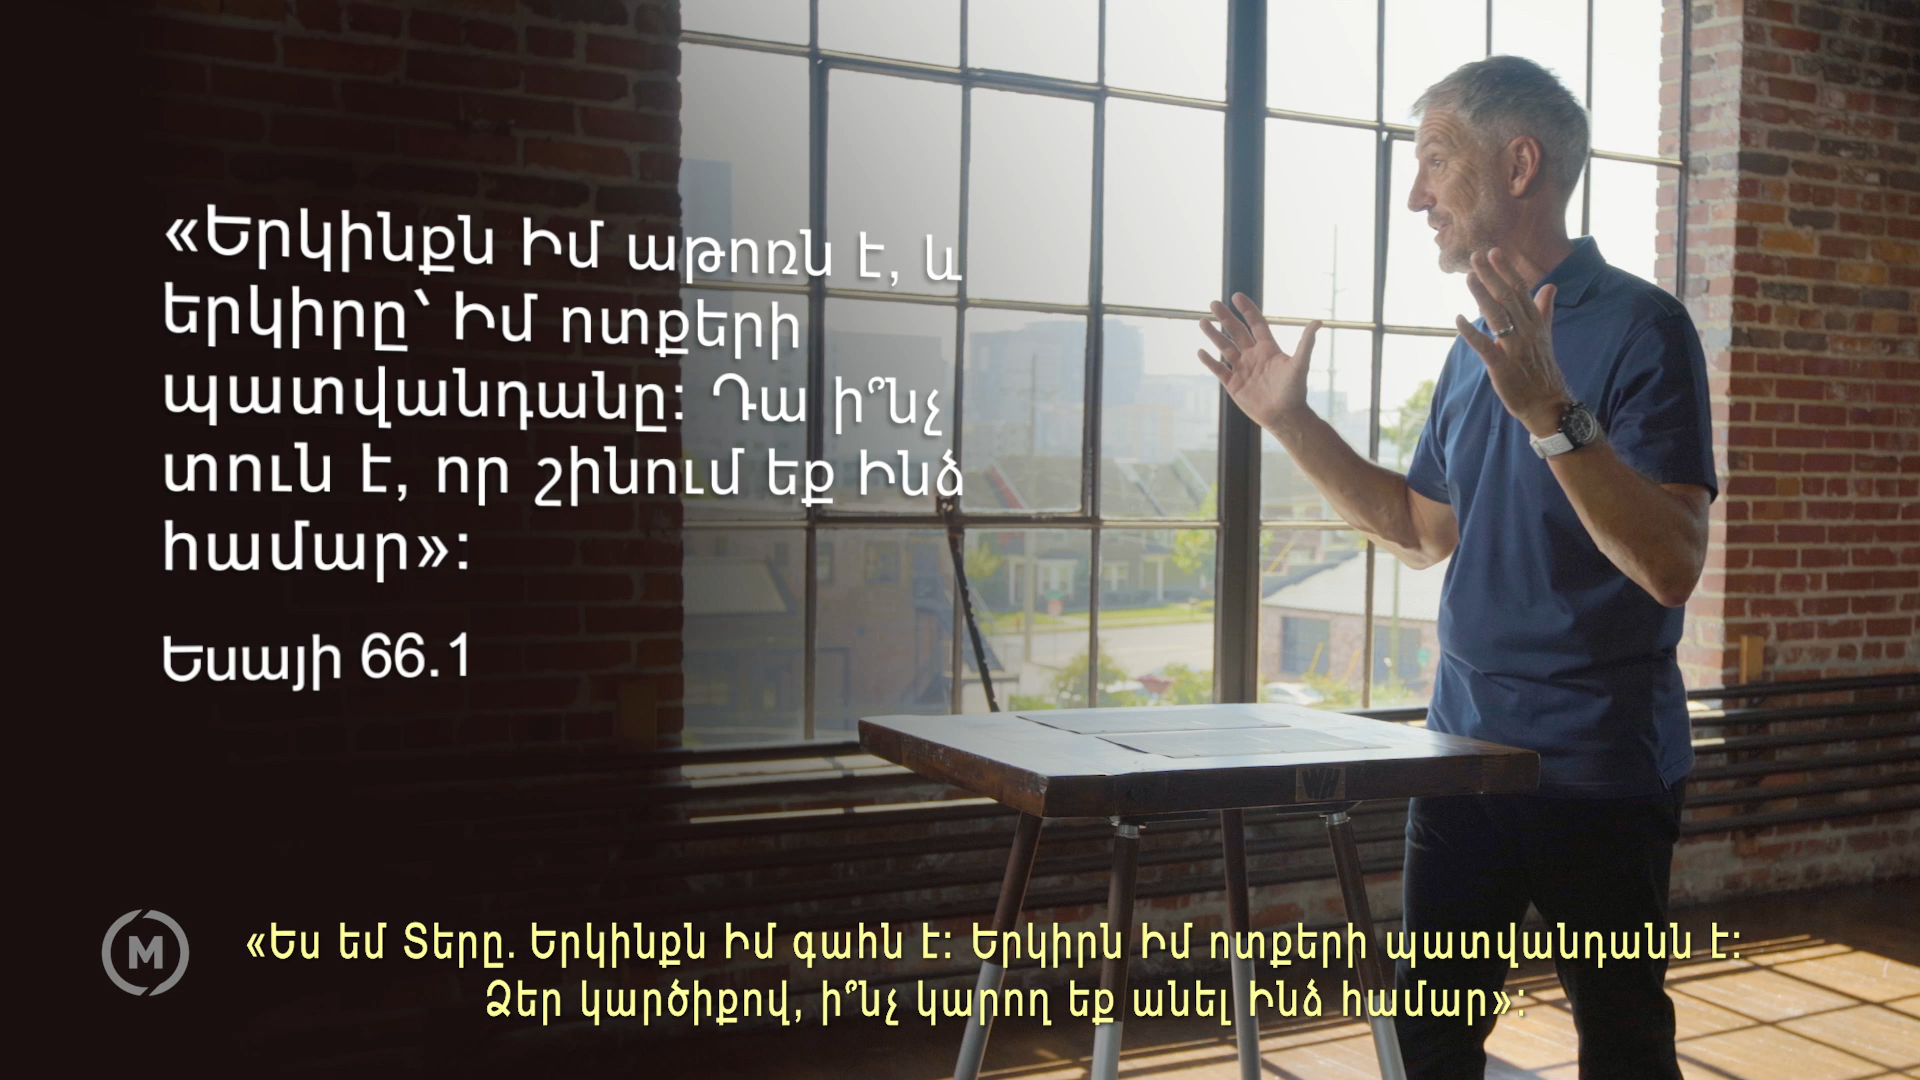 «Երկինքն Իմ աթոռն է, և
երկիրը՝ Իմ ոտքերի
պատվանդանը։ Դա ի՞նչ
տուն է, որ շինում եք Ինձ
համար»։
Եսայի 66.1
M
«Ես եմ Տերը. Երկինքն Իմ գահն է։ Երկիրն Իմ ոտքերի պատվանդանն է։
Ձեր կարծիքով, ի՞նչ կարող եք անել Ինձ համար»։